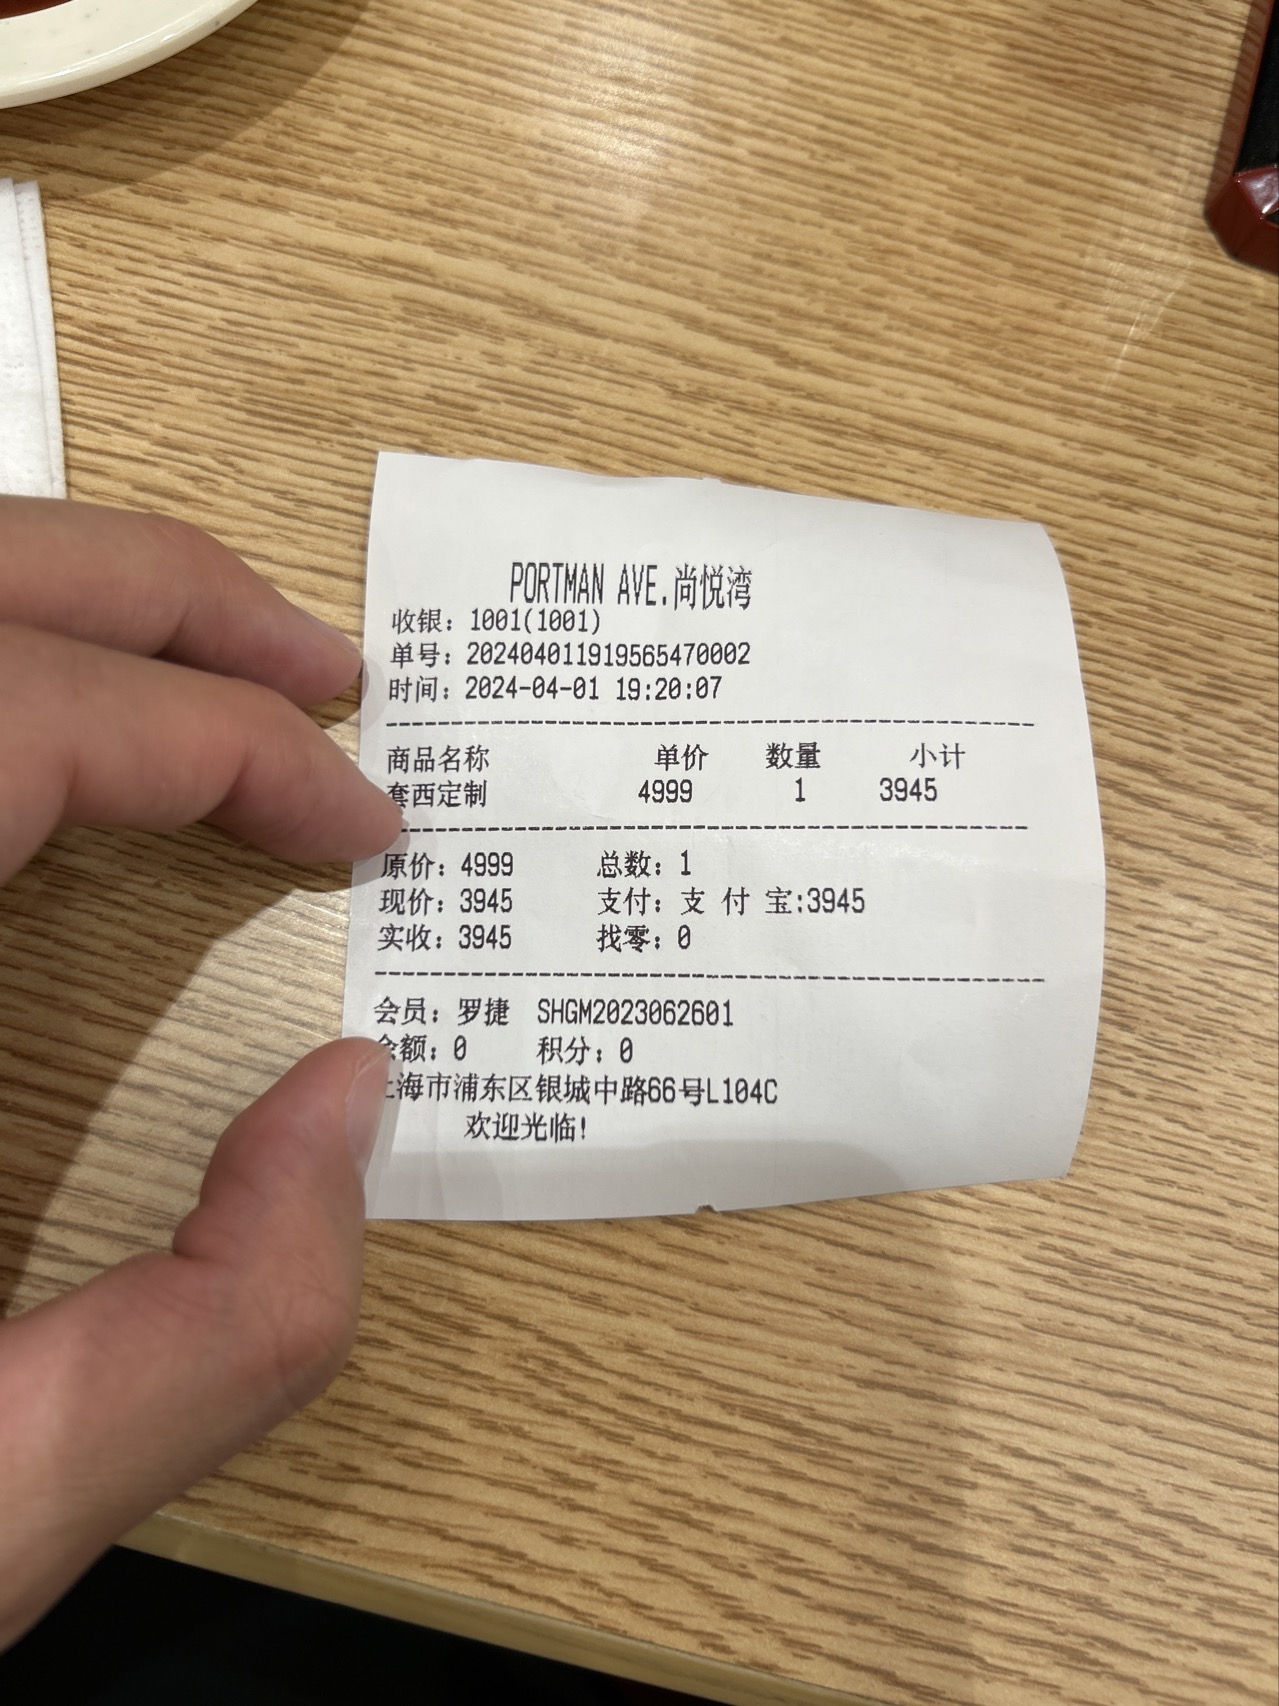 PORTMAN AVE.尚悦湾
收银：1001(1001)
单号：202404011919565470002
时间：2024-04-01 19:20:07
商品名称 单价 数量 小计
套西定制 4999 1 3945
原价：4999 总数：1
现价：3945 支付：支 付 宝:3945
实收：3945 找零：0
会员：罗捷 SHGM2023062601
余额：0 积分：0
上海市浦东区银城中路66号L104C
欢迎光临!